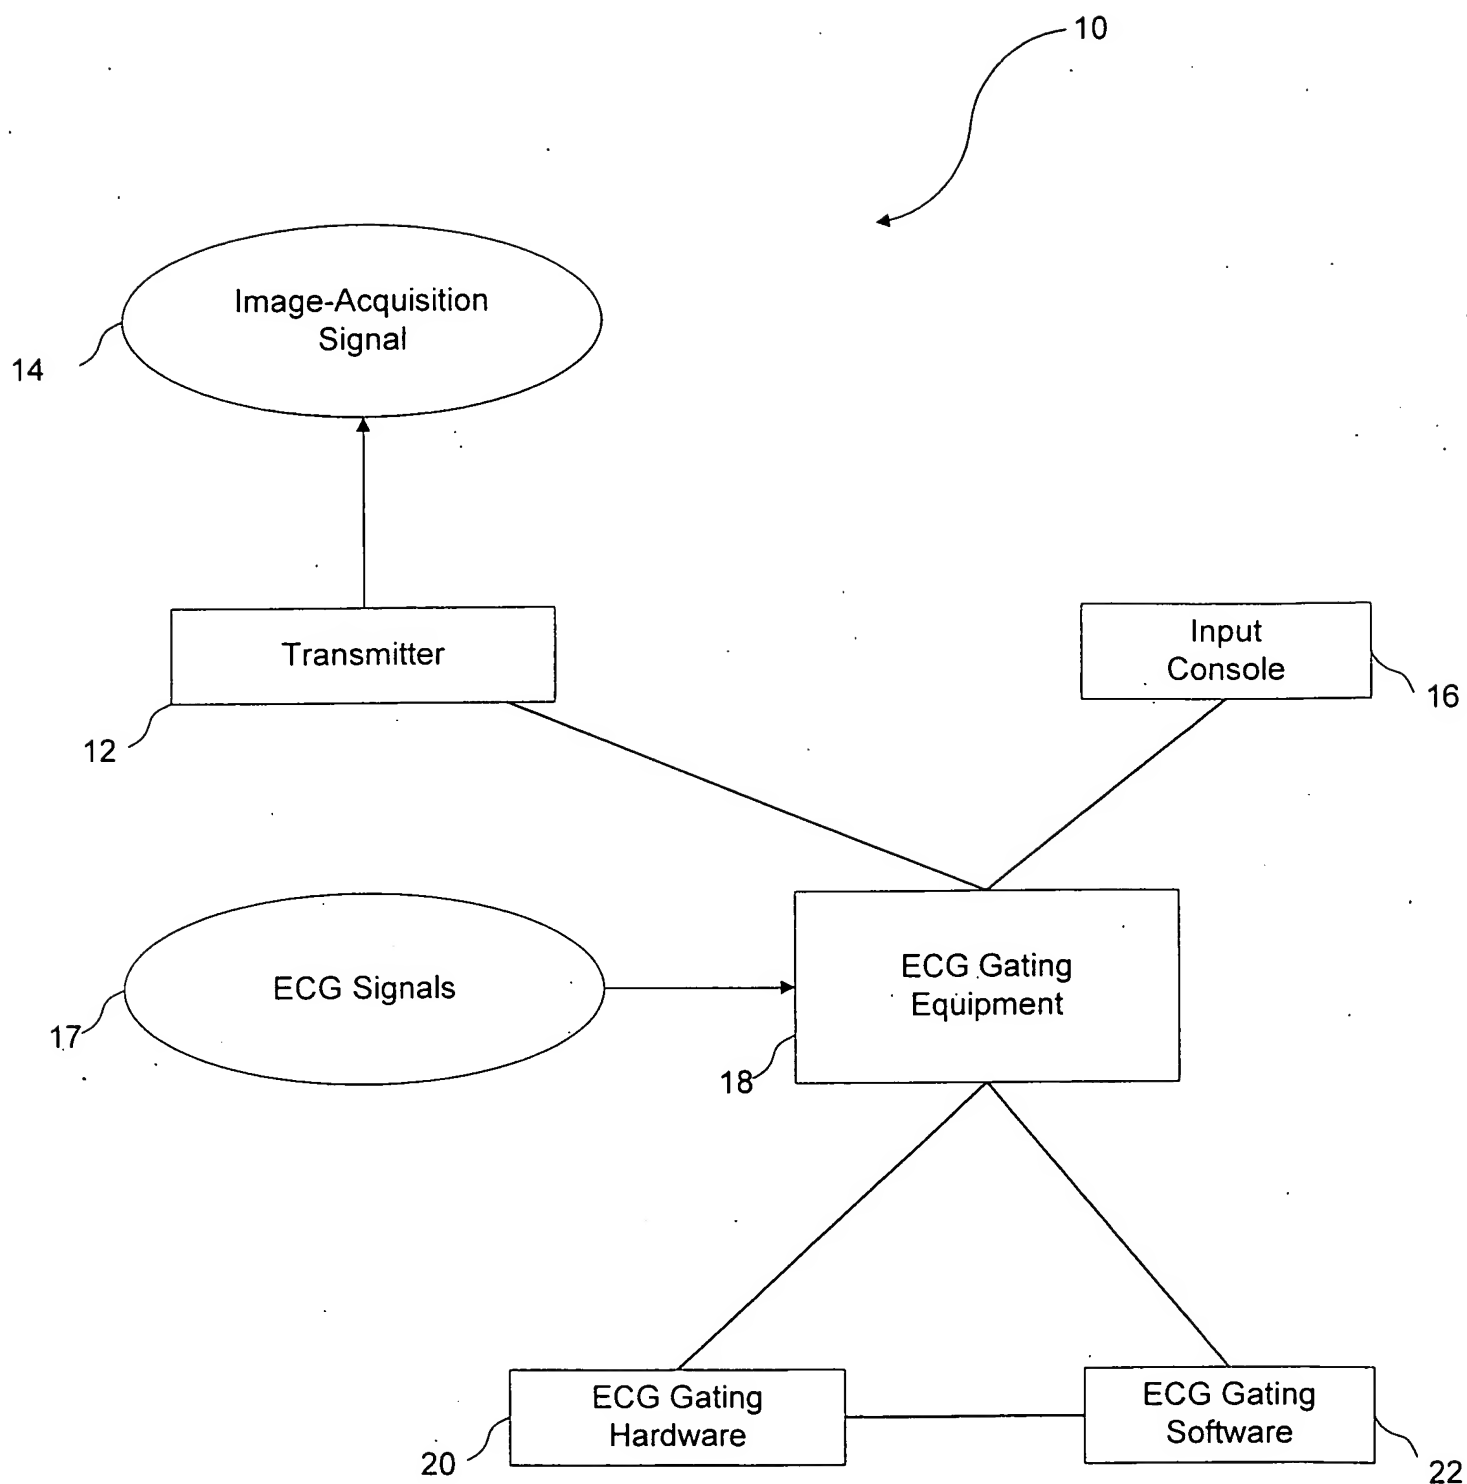 10
Image-Acquisition
Signal
14
Transmitter
12
Input
Console
16
ECG Signals
17
ECG Gating
Equipment
18
ECG Gating
Hardware
20
ECG Gating
Software
22